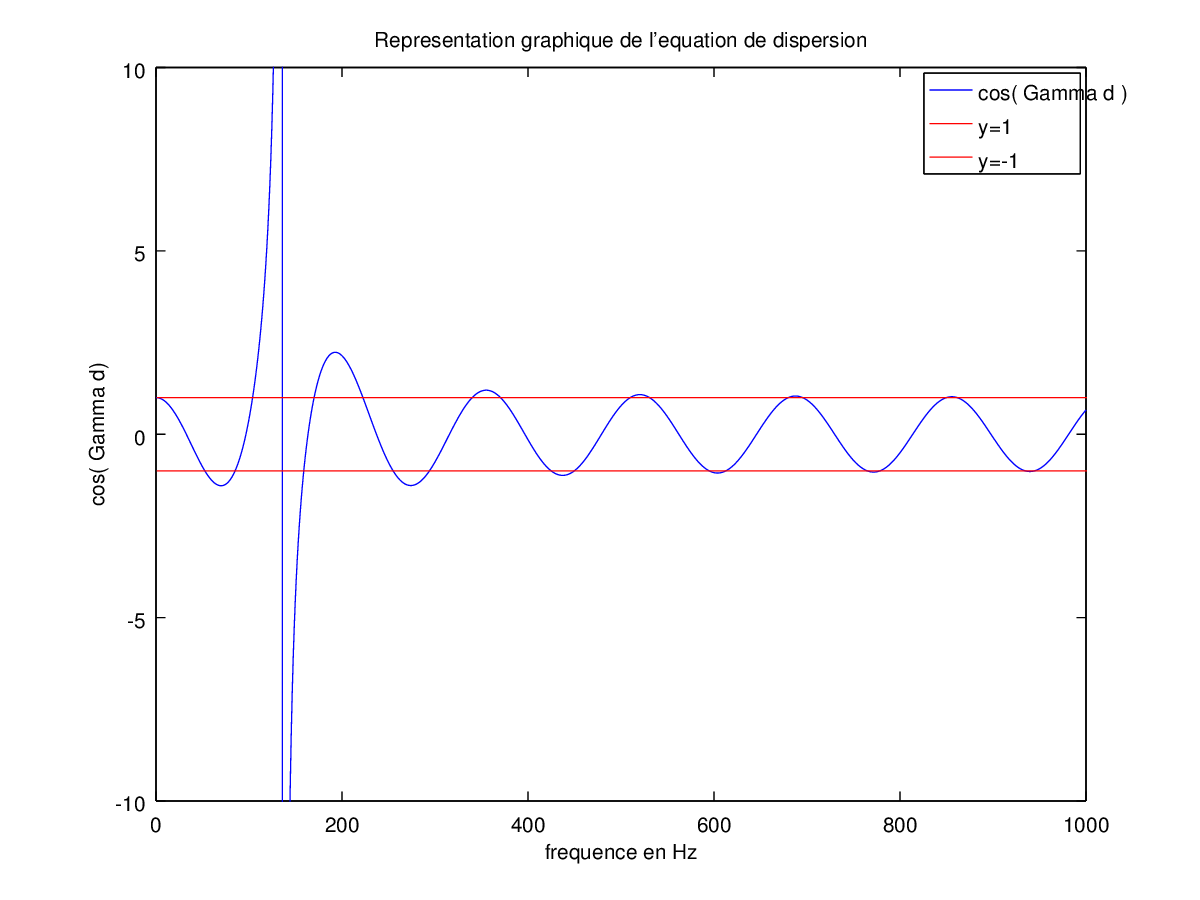 Representation graphique de l'equation de dispersion
10
5
0
-5
-10
cos( Gamma d)
cos( Gamma d )
y=1
y=-1
0 200 400 600 800 1000
frequence en Hz